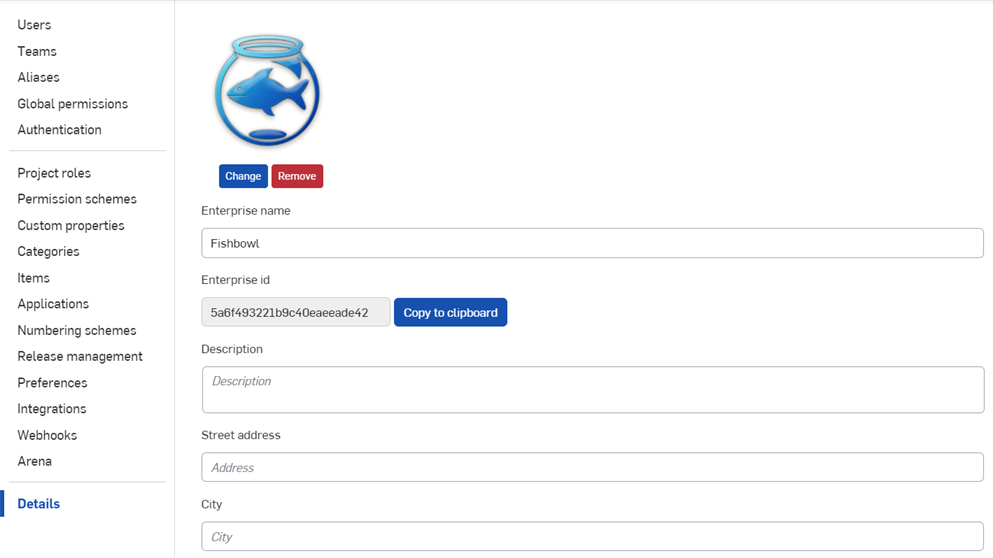 Users
Teams
Aliases
Global permissions
Authentication
Project roles
Permission schemes
Custom properties
Categories
Items
Applications
Numbering schemes
Release management
Preferences
Integrations
Webhooks
Arena
Details
Change Remove
Enterprise name
Fishbowl
Enterprise id
5a6f493221b9c40eaeeade42 Copy to clipboard
Description
Description
Street address
Address
City
City